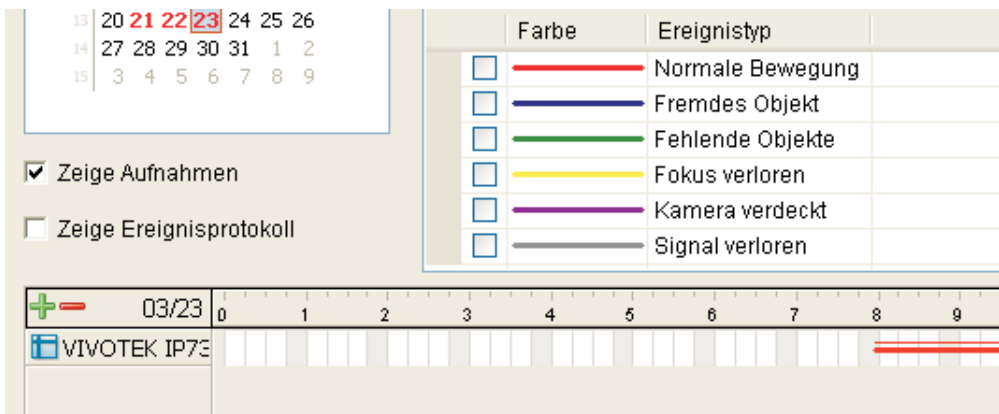 13 20 21 22 23 24 25 26
14 27 28 29 30 31 1 2
15 3 4 5 6 7 8 9
Zeige Aufnahmen
Zeige Ereignisprotokoll
Farbe Ereignistyp
Normale Bewegung
Fremdes Objekt
Fehlende Objekte
Fokus verloren
Kamera verdeckt
Signal verloren
03/23 0 1 2 3 4 5 6 7 8 9
VIVOTEK IP73